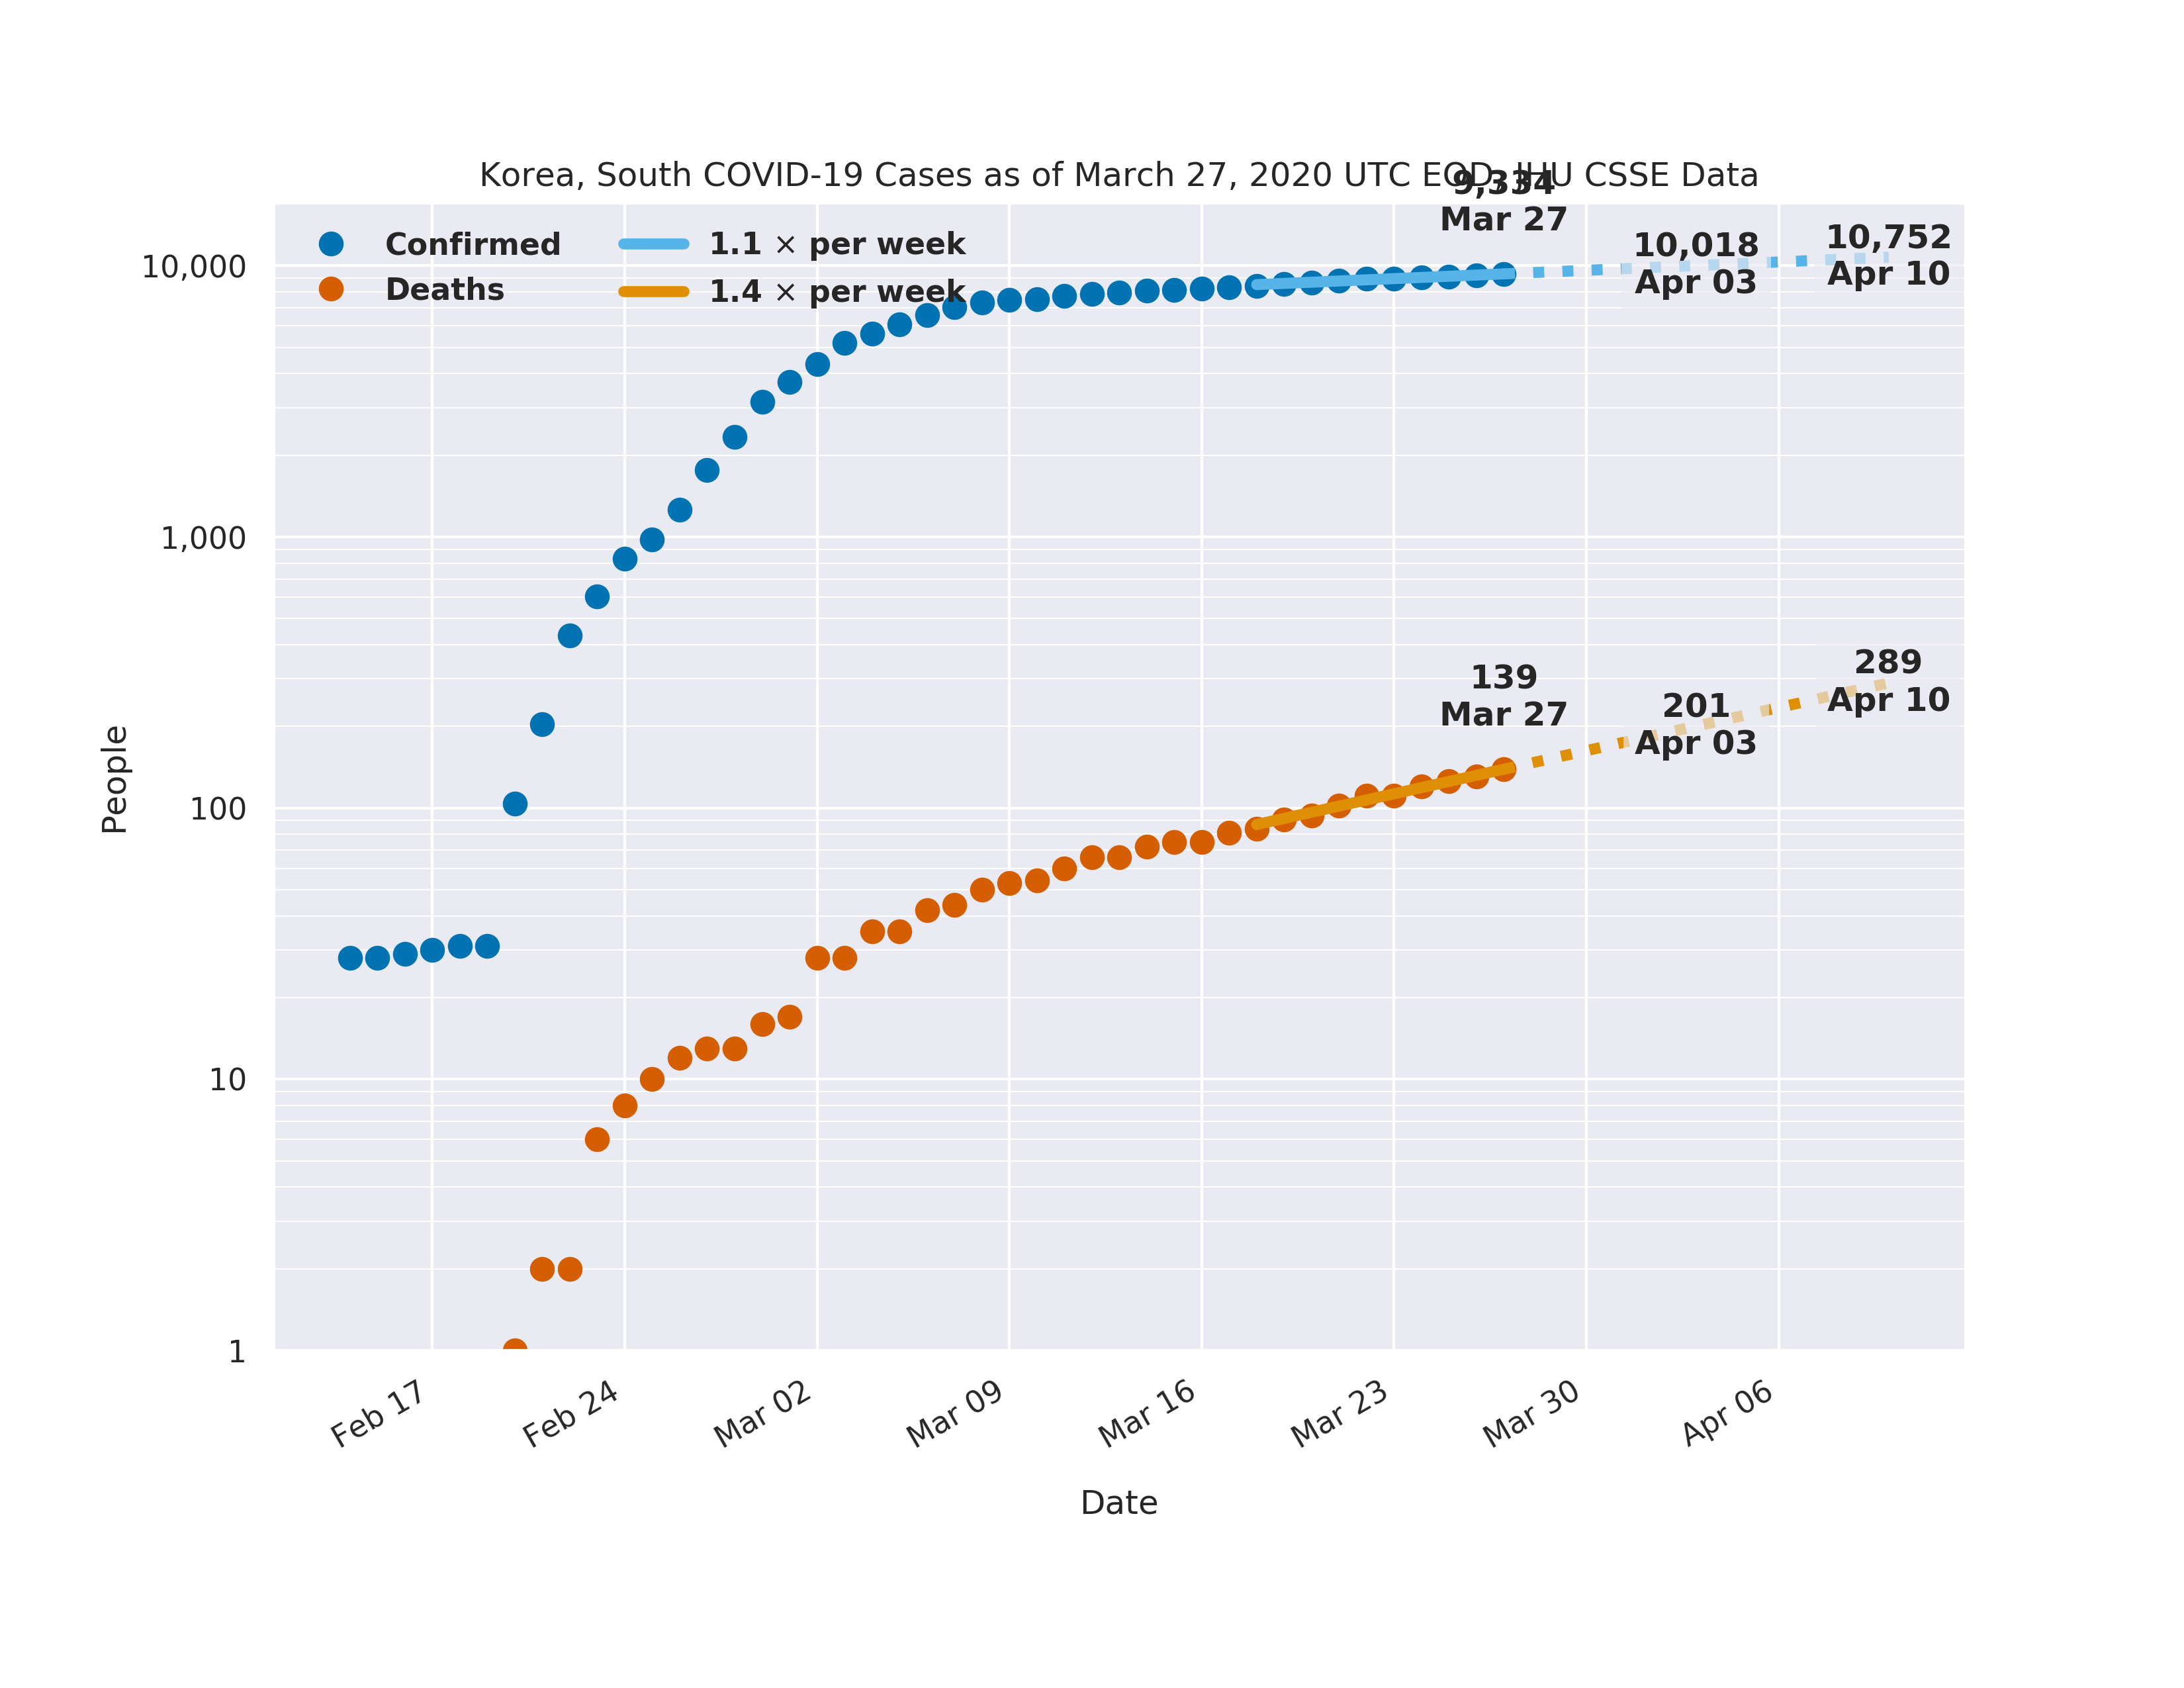 Korea, South COVID-19 Cases as of March 27, 2020 UTC EOD, JHU CSSE Data
9,334
Mar 27
10,018
Apr 03
10,752
Apr 10
Confirmed
Deaths
1.1 × per week
1.4 × per week
10,000
1,000
100
10
1
People
139
Mar 27
201
Apr 03
289
Apr 10
Feb 17
Feb 24
Mar 02
Mar 09
Mar 16
Mar 23
Mar 30
Apr 06
Date